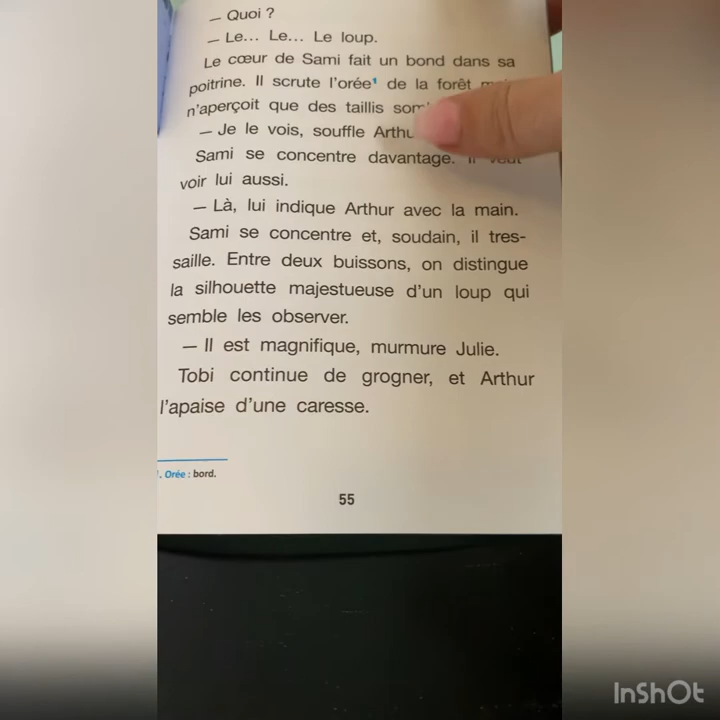 — Quoi ?
— Le... Le... Le loup.
Le cœur de Sami fait un bond dans sa
poitrine. Il scrute l'orée¹ de la forêt
n'aperçoit que des taillis
— Je le vois, souffle
Sami se concentre davantage. Il veut
voir lui aussi.
— Là, lui indique Arthur avec la main.
Sami se concentre et, soudain, il tres-
saille. Entre deux buissons, on distingue
la silhouette majestueuse d'un loup qui
semble les observer.
— Il est magnifique, murmure Julie.
Tobi continue de grogner, et Arthur
l'apaise d'une caresse.
1. Orée : bord.
55
InShOt